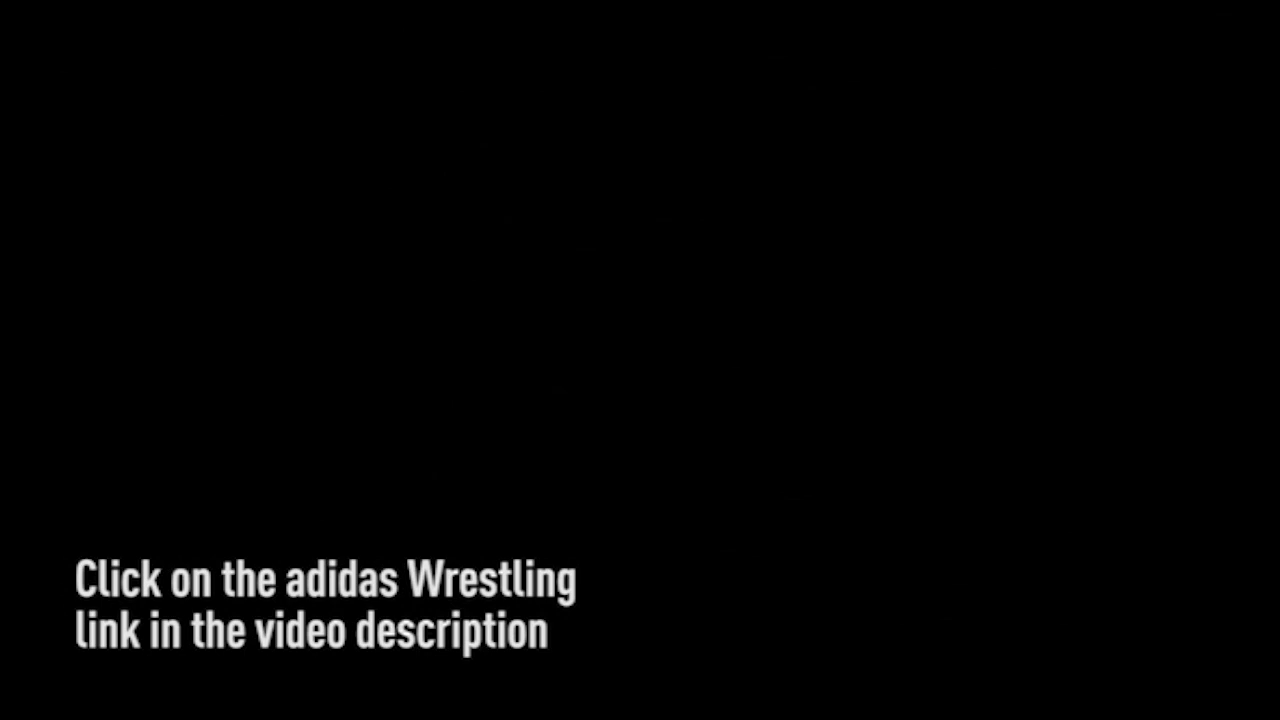 Click on the adidas Wrestling
link in the video description